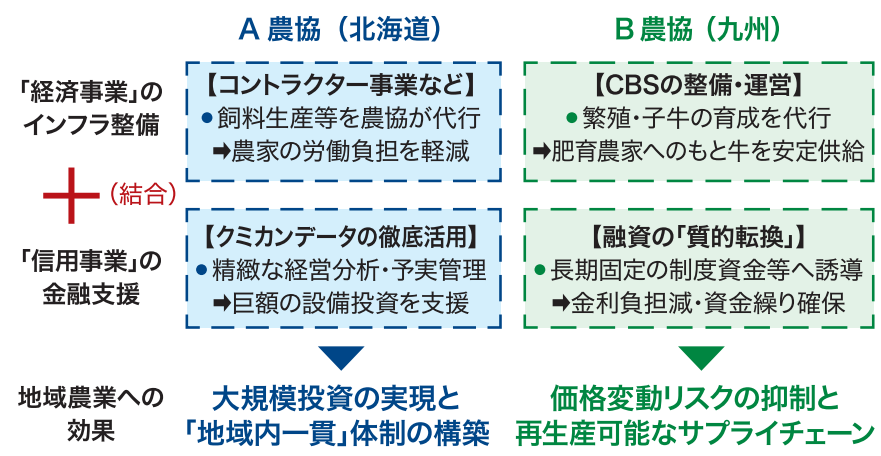 A 農協（北海道）
B 農協（九州）
「経済事業」の
インフラ整備
【コントラクター事業など】
●飼料生産等を農協が代行
➡農家の労働負担を軽減
【CBSの整備・運営】
●繁殖・子牛の育成を代行
➡肥育農家へのもと牛を安定供給
＋（結合）
「信用事業」の
金融支援
【クミカンデータの徹底活用】
●精緻な経営分析・予実管理
➡巨額の設備投資を支援
【融資の「質的転換」】
●長期固定の制度資金等へ誘導
➡金利負担減・資金繰り確保
地域農業への
効果
大規模投資の実現と
「地域内一貫」体制の構築
価格変動リスクの抑制と
再生産可能なサプライチェーン